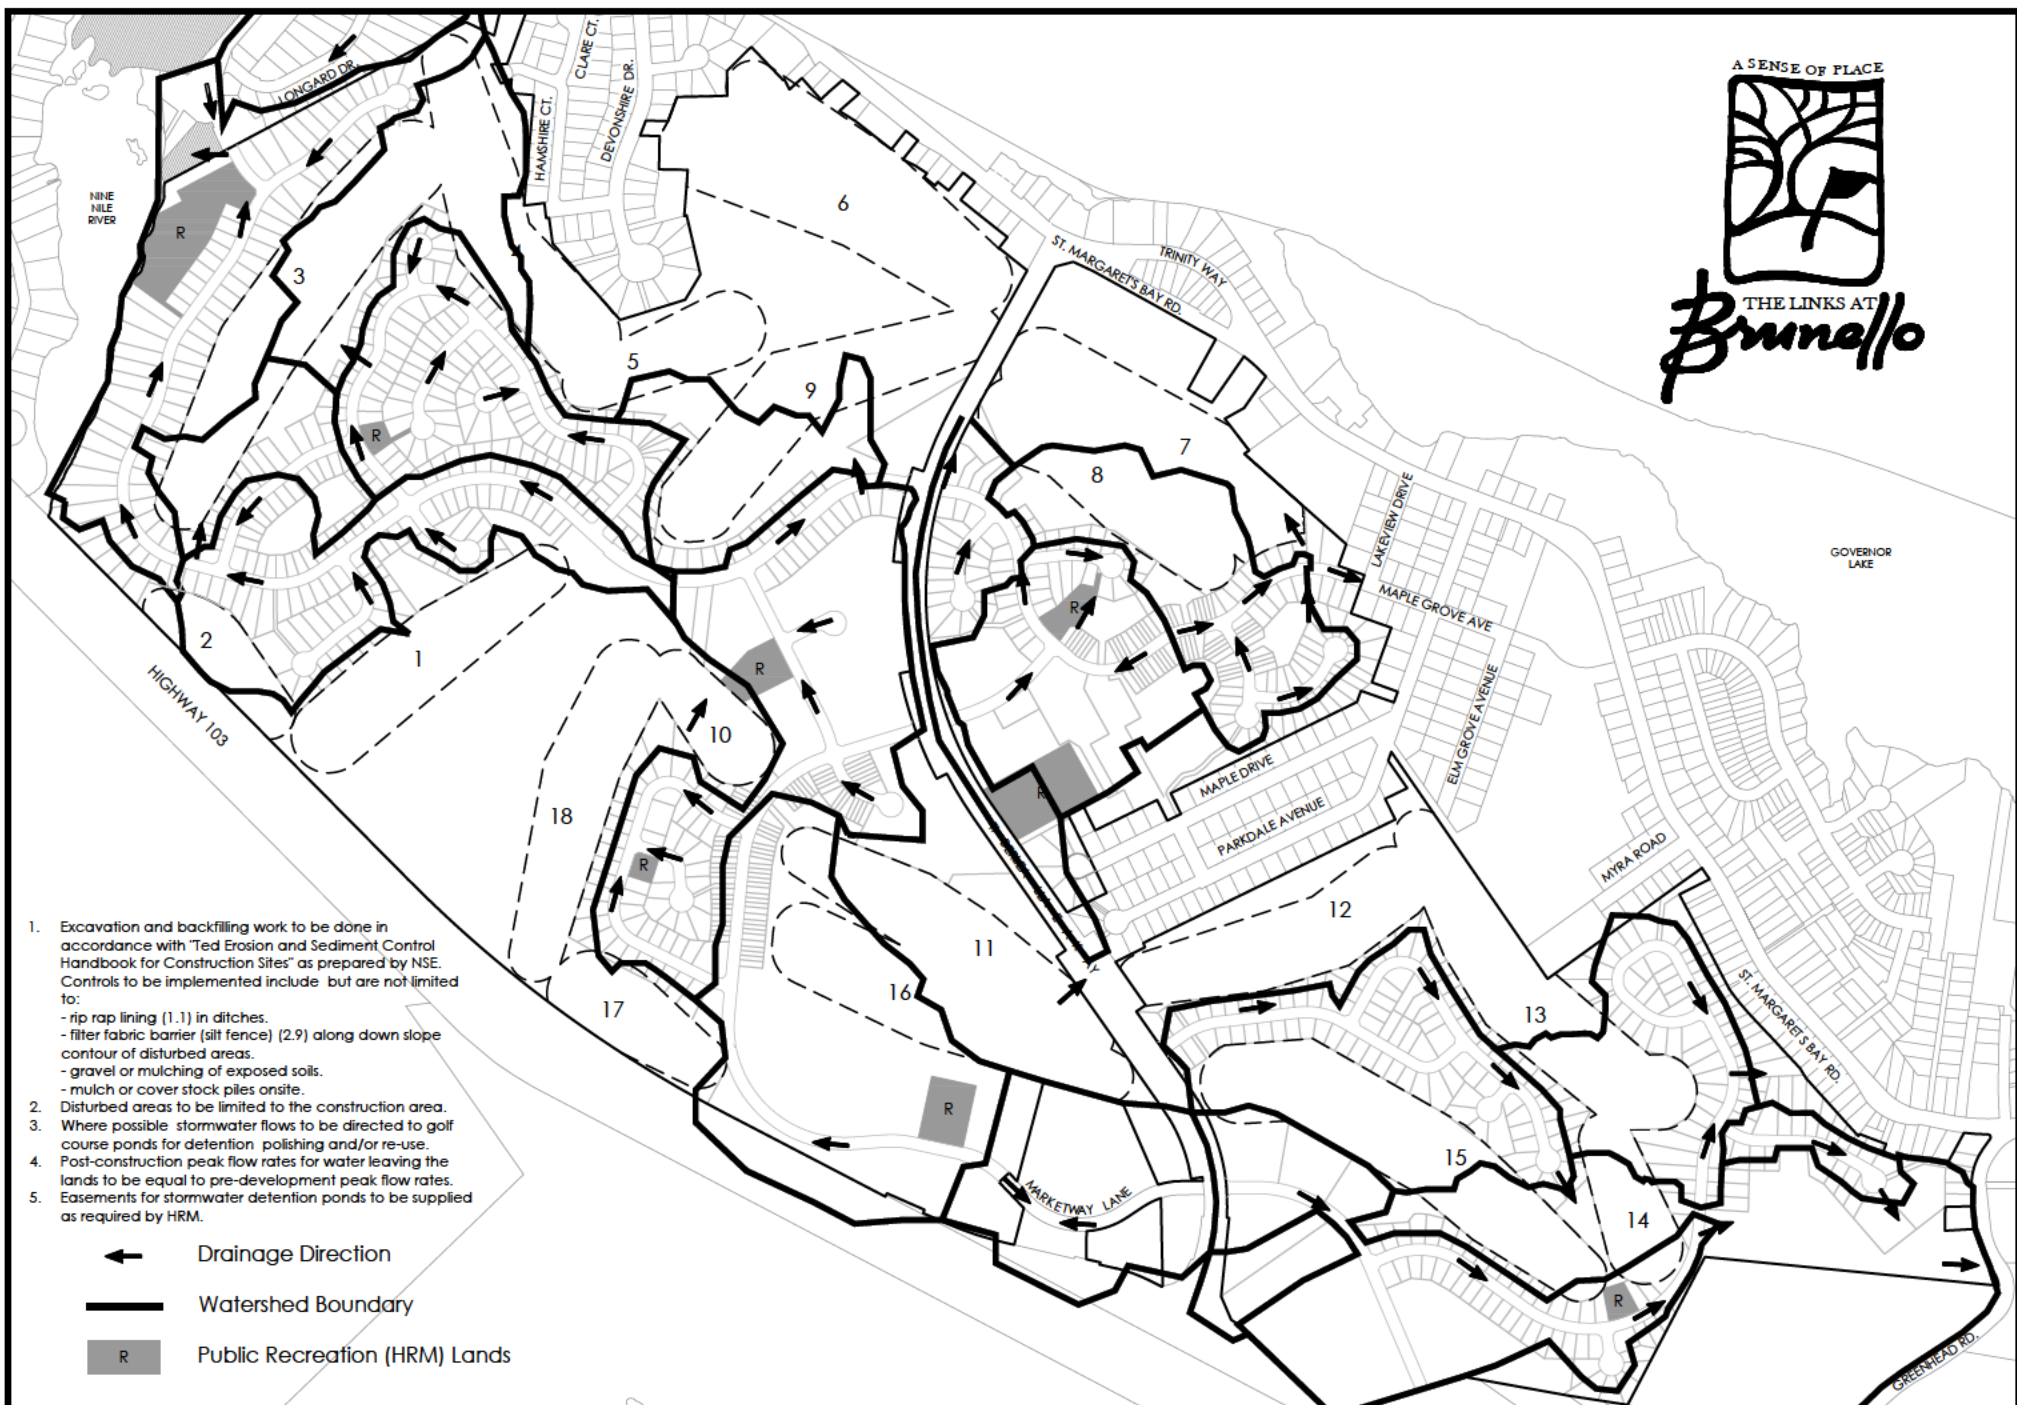 LONGARD DR.
CLARE CT.
HAMSHIRE CT.
DEVONSHIRE DR.
NINE
NILE
RIVER
R
3
4
5
6
9
ST. MARGARET'S BAY RD.
TRINITY WAY
A SENSE OF PLACE
THE LINKS AT
Brunello
R
7
8
LAKEVIEW DRIVE
MAPLE GROVE AVE
GOVERNOR
LAKE
ELM GROVE AVENUE
2
1
HIGHWAY 103
R
R
10
18
R
R
MAPLE DRIVE
PARKDALE AVENUE
MYRA ROAD
12
11
16
17
13
ST. MARGARET'S BAY RD.
R
15
14
MARKETWAY LANE
R
GREENHEAD RD.
1. Excavation and backfilling work to be done in
accordance with "Ted Erosion and Sediment Control
Handbook for Construction Sites" as prepared by NSE.
Controls to be implemented include but are not limited
to:
- rip rap lining (1.1) in ditches.
- filter fabric barrier (silt fence) (2.9) along down slope
contour of disturbed areas.
- gravel or mulching of exposed soils.
- mulch or cover stock piles onsite.
2. Disturbed areas to be limited to the construction area.
3. Where possible stormwater flows to be directed to golf
course ponds for detention polishing and/or re-use.
4. Post-construction peak flow rates for water leaving the
lands to be equal to pre-development peak flow rates.
5. Easements for stormwater detention ponds to be supplied
as required by HRM.
Drainage Direction
Watershed Boundary
R Public Recreation (HRM) Lands